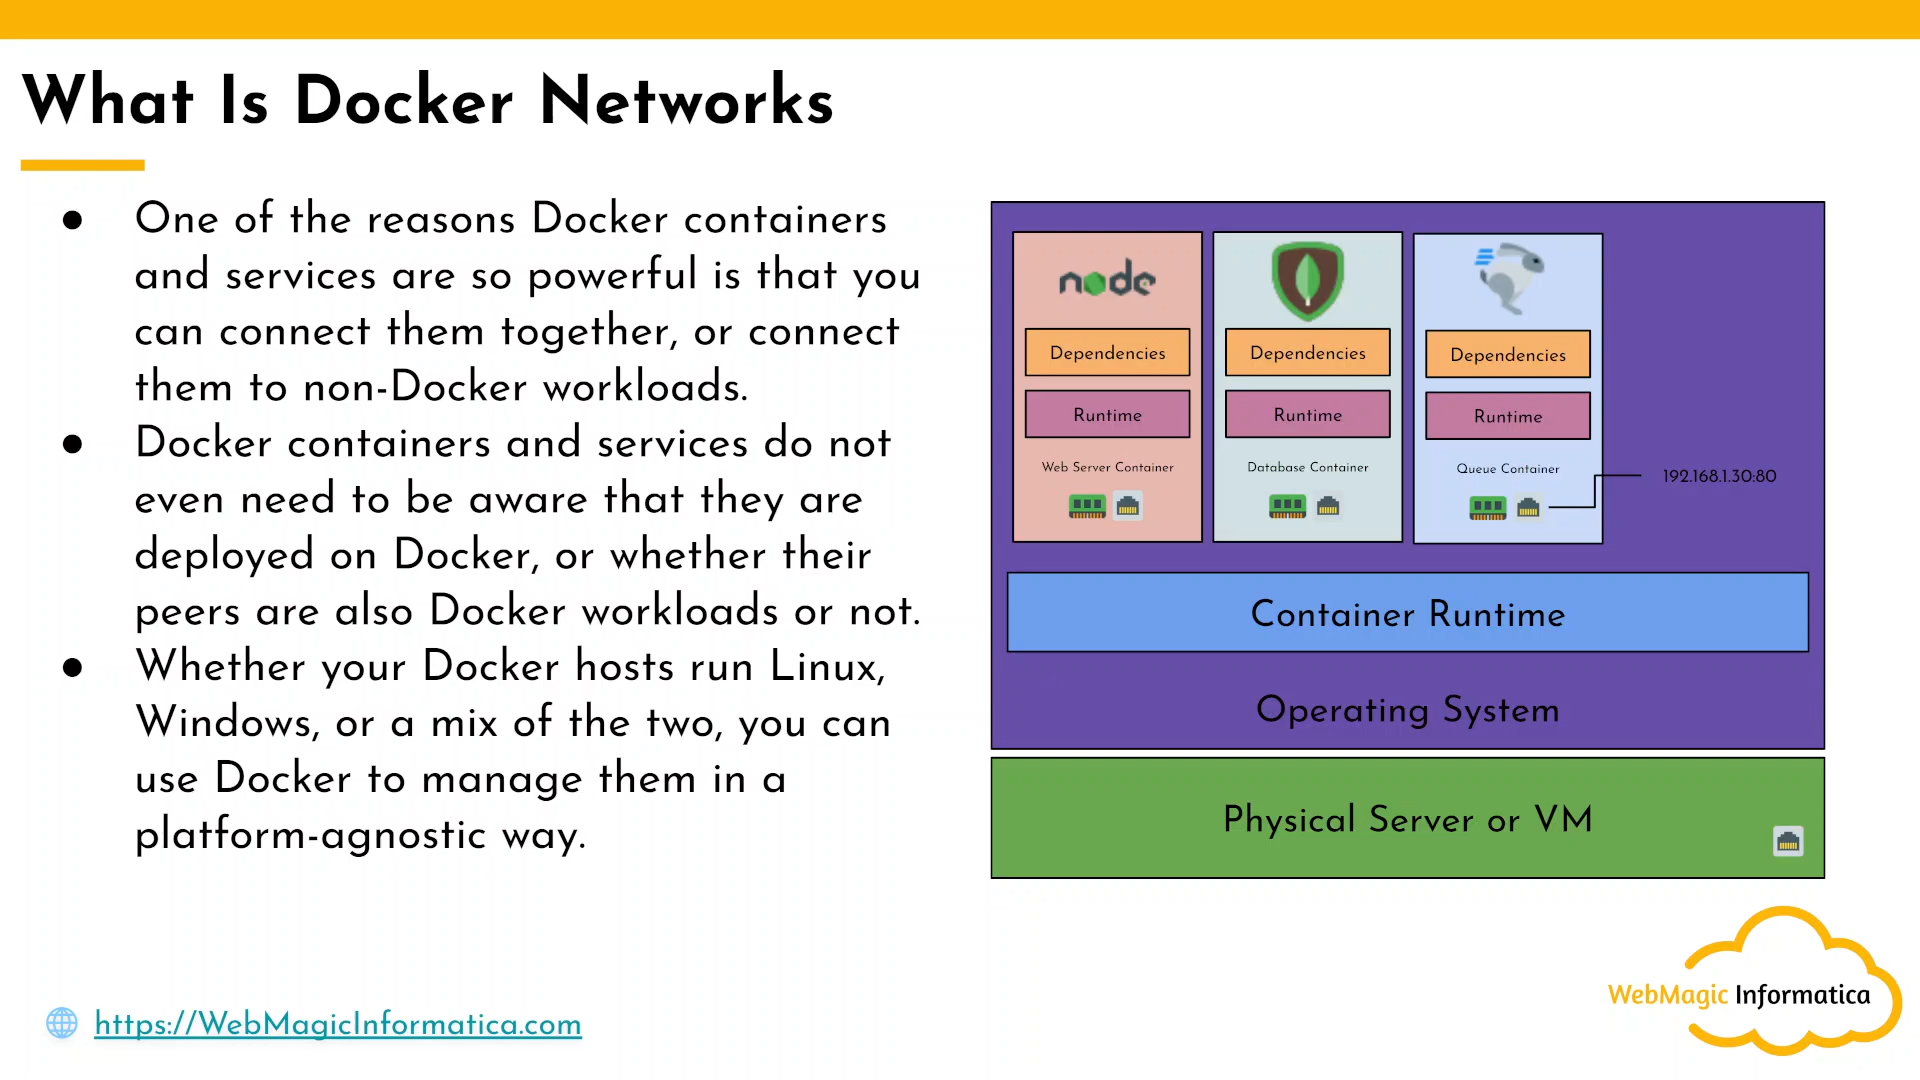 What Is Docker Networks
● One of the reasons Docker containers
and services are so powerful is that you
can connect them together, or connect
them to non-Docker workloads.
● Docker containers and services do not
even need to be aware that they are
deployed on Docker, or whether their
peers are also Docker workloads or not.
● Whether your Docker hosts run Linux,
Windows, or a mix of the two, you can
use Docker to manage them in a
platform-agnostic way.
node
Dependencies
Runtime
Web Server Container
Dependencies
Runtime
Database Container
Dependencies
Runtime
Queue Container
192.168.1.30:80
Container Runtime
Operating System
Physical Server or VM
https://WebMagicInformatica.com
WebMagic Informatica